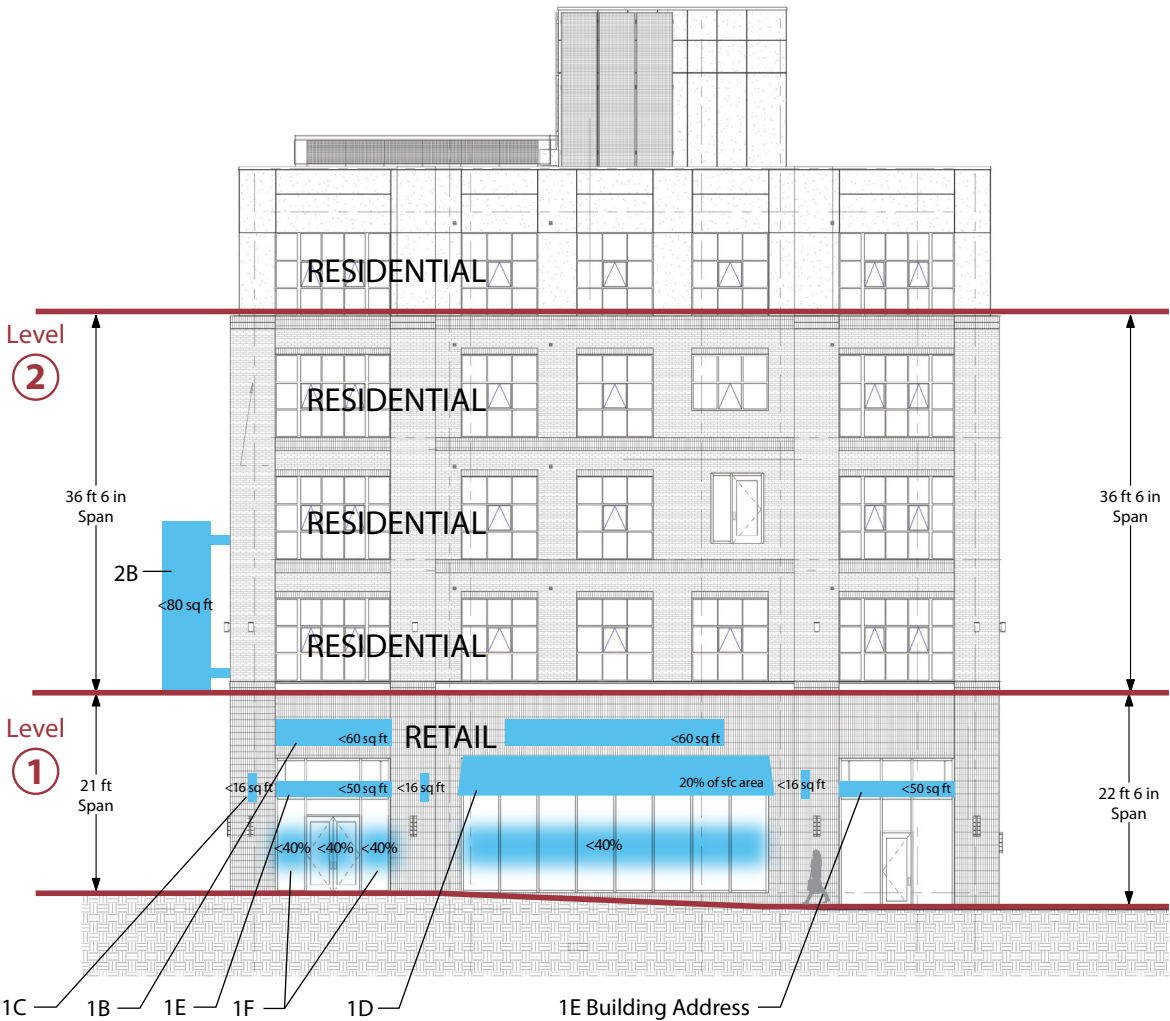 RESIDENTIAL
Level
2
RESIDENTIAL
36 ft 6 in
Span
36 ft 6 in
Span
RESIDENTIAL
2B
<80 sq ft
RESIDENTIAL
Level
1
<60 sq ft
RETAIL
<60 sq ft
21 ft
Span
<16 sq ft
<50 sq ft
<16 sq ft
20% of sfc area
<16 sq ft
<50 sq ft
22 ft 6 in
Span
<40%
<40%
<40%
<40%
1C
1B
1E
1F
1D
1E Building Address